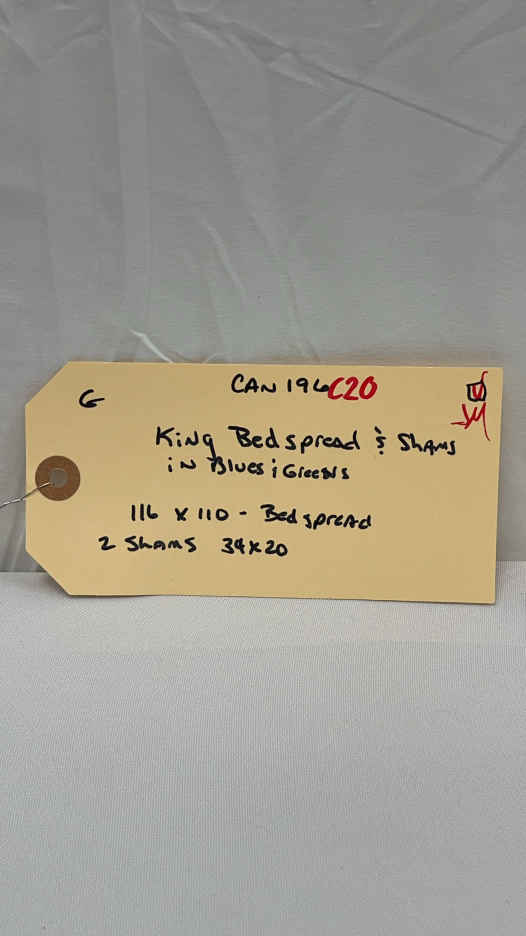 G
CAN 196C20
King Bedspread & Shams
in Blues & Greens
116 x 110 - Bedspread
2 Shams 34x20